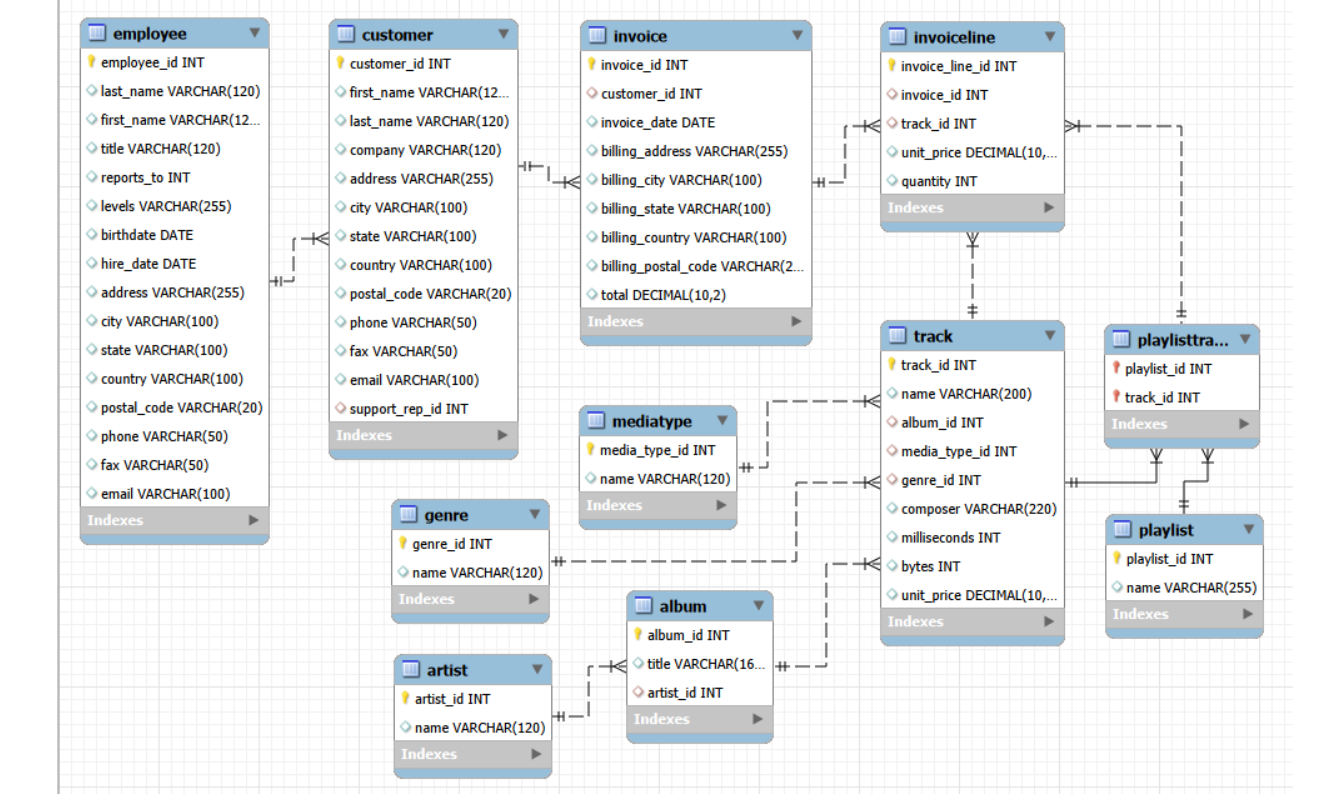 employee
employee_id INT
last_name VARCHAR(120)
first_name VARCHAR(12...
title VARCHAR(120)
reports_to INT
levels VARCHAR(255)
birthdate DATE
hire_date DATE
address VARCHAR(255)
city VARCHAR(100)
state VARCHAR(100)
country VARCHAR(100)
postal_code VARCHAR(20)
phone VARCHAR(50)
fax VARCHAR(50)
email VARCHAR(100)
Indexes
customer
customer_id INT
first_name VARCHAR(12...
last_name VARCHAR(120)
company VARCHAR(120)
address VARCHAR(255)
city VARCHAR(100)
state VARCHAR(100)
country VARCHAR(100)
postal_code VARCHAR(20)
phone VARCHAR(50)
fax VARCHAR(50)
email VARCHAR(100)
support_rep_id INT
Indexes
invoice
invoice_id INT
customer_id INT
invoice_date DATE
billing_address VARCHAR(255)
billing_city VARCHAR(100)
billing_state VARCHAR(100)
billing_country VARCHAR(100)
billing_postal_code VARCHAR(2...
total DECIMAL(10,2)
Indexes
invoiceline
invoice_line_id INT
invoice_id INT
track_id INT
unit_price DECIMAL(10,...
quantity INT
Indexes
track
track_id INT
name VARCHAR(200)
album_id INT
media_type_id INT
genre_id INT
composer VARCHAR(220)
milliseconds INT
bytes INT
unit_price DECIMAL(10,...
Indexes
playlisttra...
playlist_id INT
track_id INT
Indexes
mediatype
media_type_id INT
name VARCHAR(120)
Indexes
genre
genre_id INT
name VARCHAR(120)
Indexes
playlist
playlist_id INT
name VARCHAR(255)
Indexes
album
album_id INT
title VARCHAR(16...
artist_id INT
Indexes
artist
artist_id INT
name VARCHAR(120)
Indexes